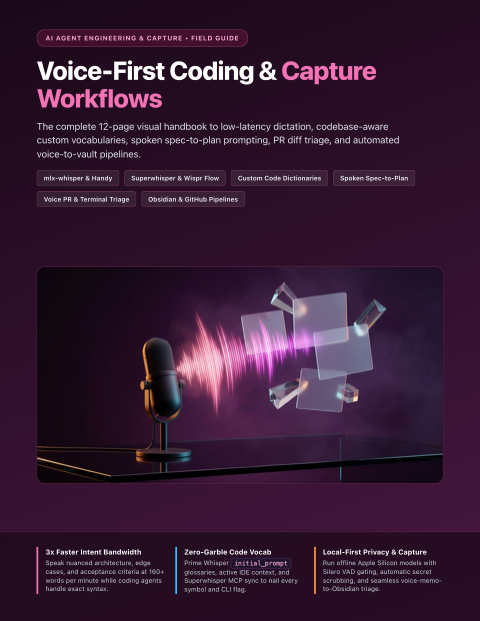 AI AGENT ENGINEERING & CAPTURE • FIELD GUIDE
Voice-First Coding & Capture
Workflows
The complete 12-page visual handbook to low-latency dictation, codebase-aware
custom vocabularies, spoken spec-to-plan prompting, PR diff triage, and automated
voice-to-vault pipelines.
mlx-whisper & Handy
Superwhisper & Wispr Flow
Custom Code Dictionaries
Spoken Spec-to-Plan
Voice PR & Terminal Triage
Obsidian & GitHub Pipelines
3x Faster Intent Bandwidth
Speak nuanced architecture, edge
cases, and acceptance criteria at 160+
words per minute while coding agents
handle exact syntax.
Zero-Garble Code Vocab
Prime Whisper initial_prompt
glossaries, active IDE context, and
Superwhisper MCP sync to nail every
symbol and CLI flag.
Local-First Privacy & Capture
Run offline Apple Silicon models with
Silero VAD gating, automatic secret
scrubbing, and seamless voice-memo-
to-Obsidian triage.